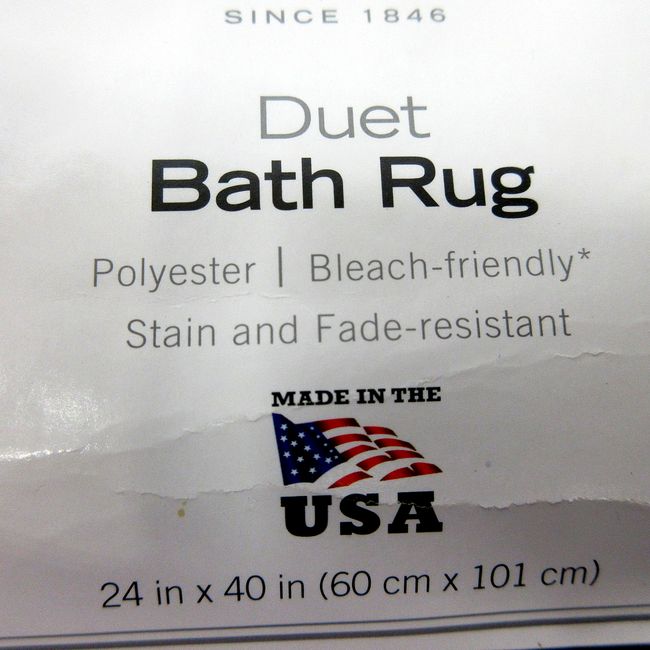 SINCE 1846
Duet
Bath Rug
Polyester | Bleach-friendly*
Stain and Fade-resistant
MADE IN THE
USA
24 in x 40 in (60 cm x 101 cm)